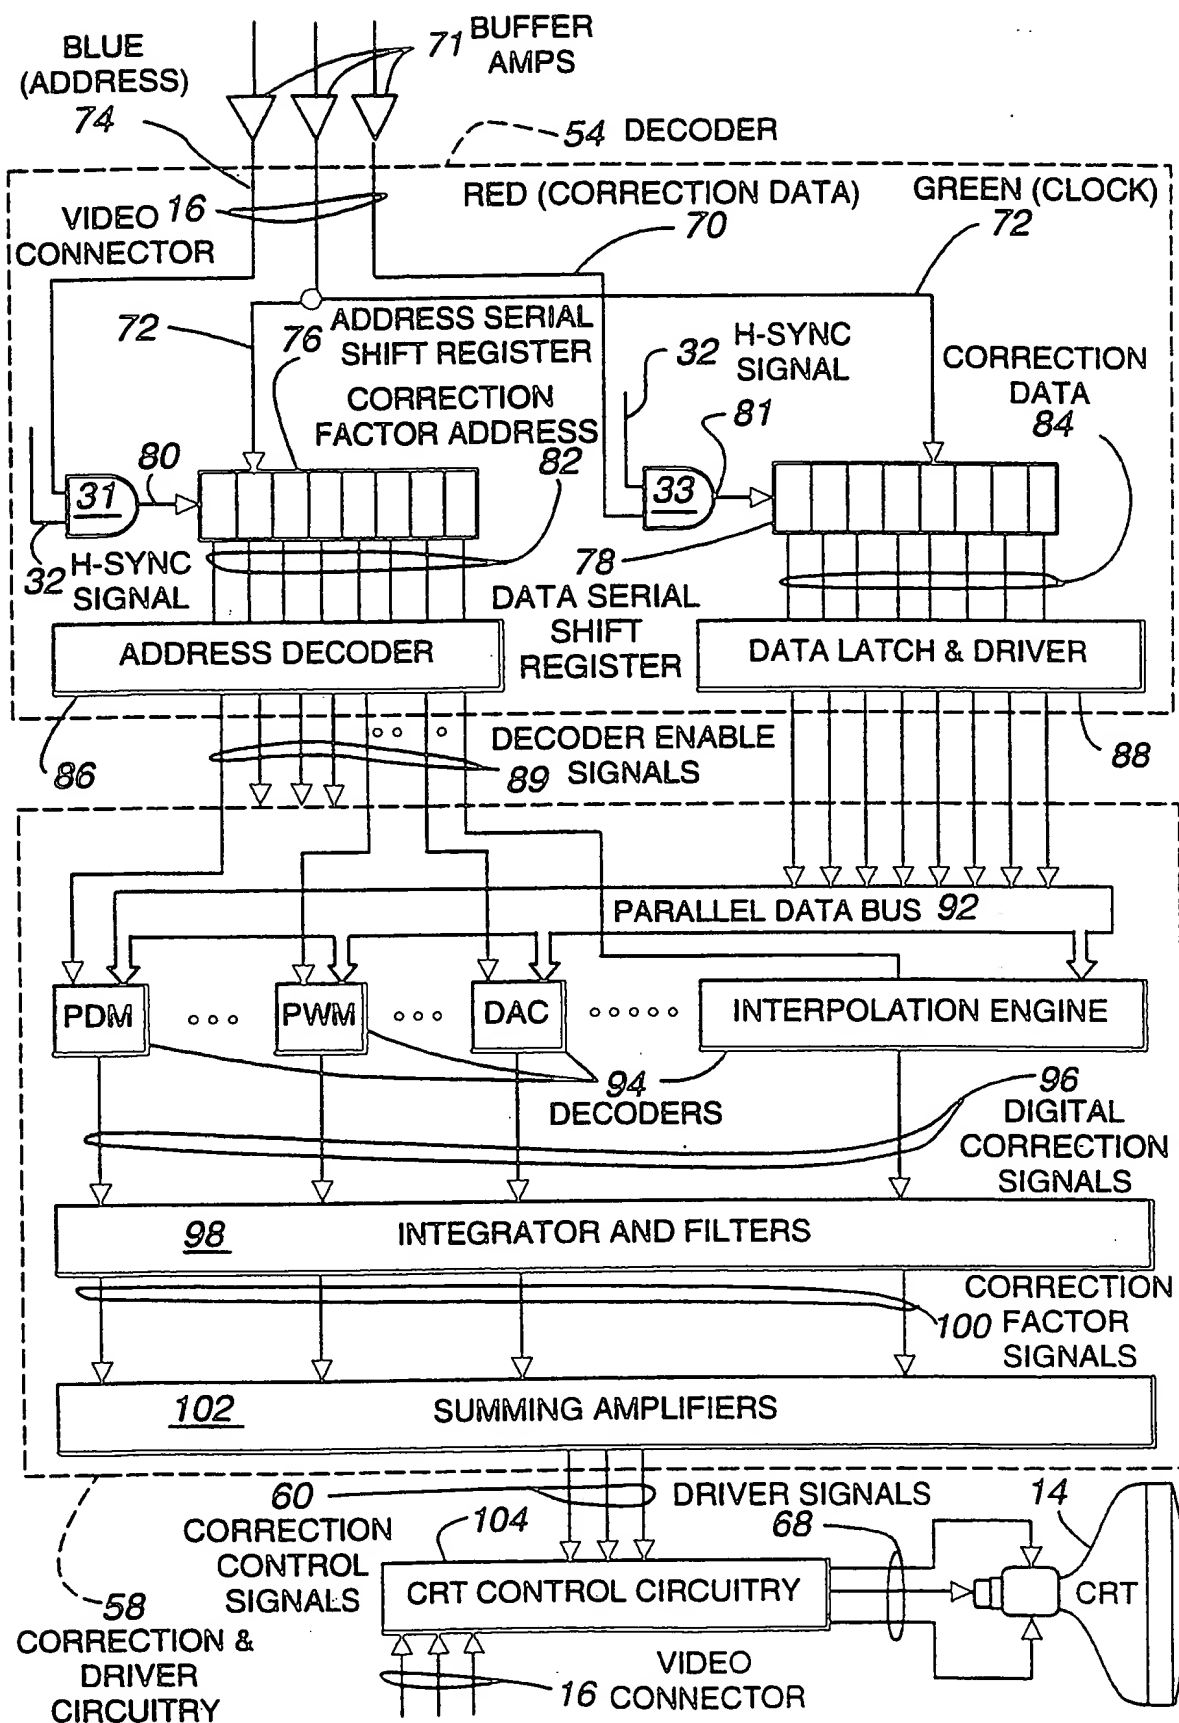 71 BUFFER
AMPS
BLUE
(ADDRESS)
74
54 DECODER
RED (CORRECTION DATA)
70
GREEN (CLOCK)
72
VIDEO 16
CONNECTOR
72
76
ADDRESS SERIAL
SHIFT REGISTER
32
H-SYNC
SIGNAL
CORRECTION
DATA
84
CORRECTION
FACTOR ADDRESS
82
81
80
31
33
32
H-SYNC
SIGNAL
78
DATA SERIAL
SHIFT
REGISTER
ADDRESS DECODER
DATA LATCH & DRIVER
86
DECODER ENABLE
SIGNALS
89
88
PARALLEL DATA BUS 92
PDM
PWM
DAC
INTERPOLATION ENGINE
94
DECODERS
96
DIGITAL
CORRECTION
SIGNALS
98
INTEGRATOR AND FILTERS
CORRECTION
FACTOR
SIGNALS
100
102
SUMMING AMPLIFIERS
60
CORRECTION
CONTROL
SIGNALS
DRIVER SIGNALS
68
14
104
CRT CONTROL CIRCUITRY
CRT
58
CORRECTION &
DRIVER
CIRCUITRY
16
VIDEO
CONNECTOR